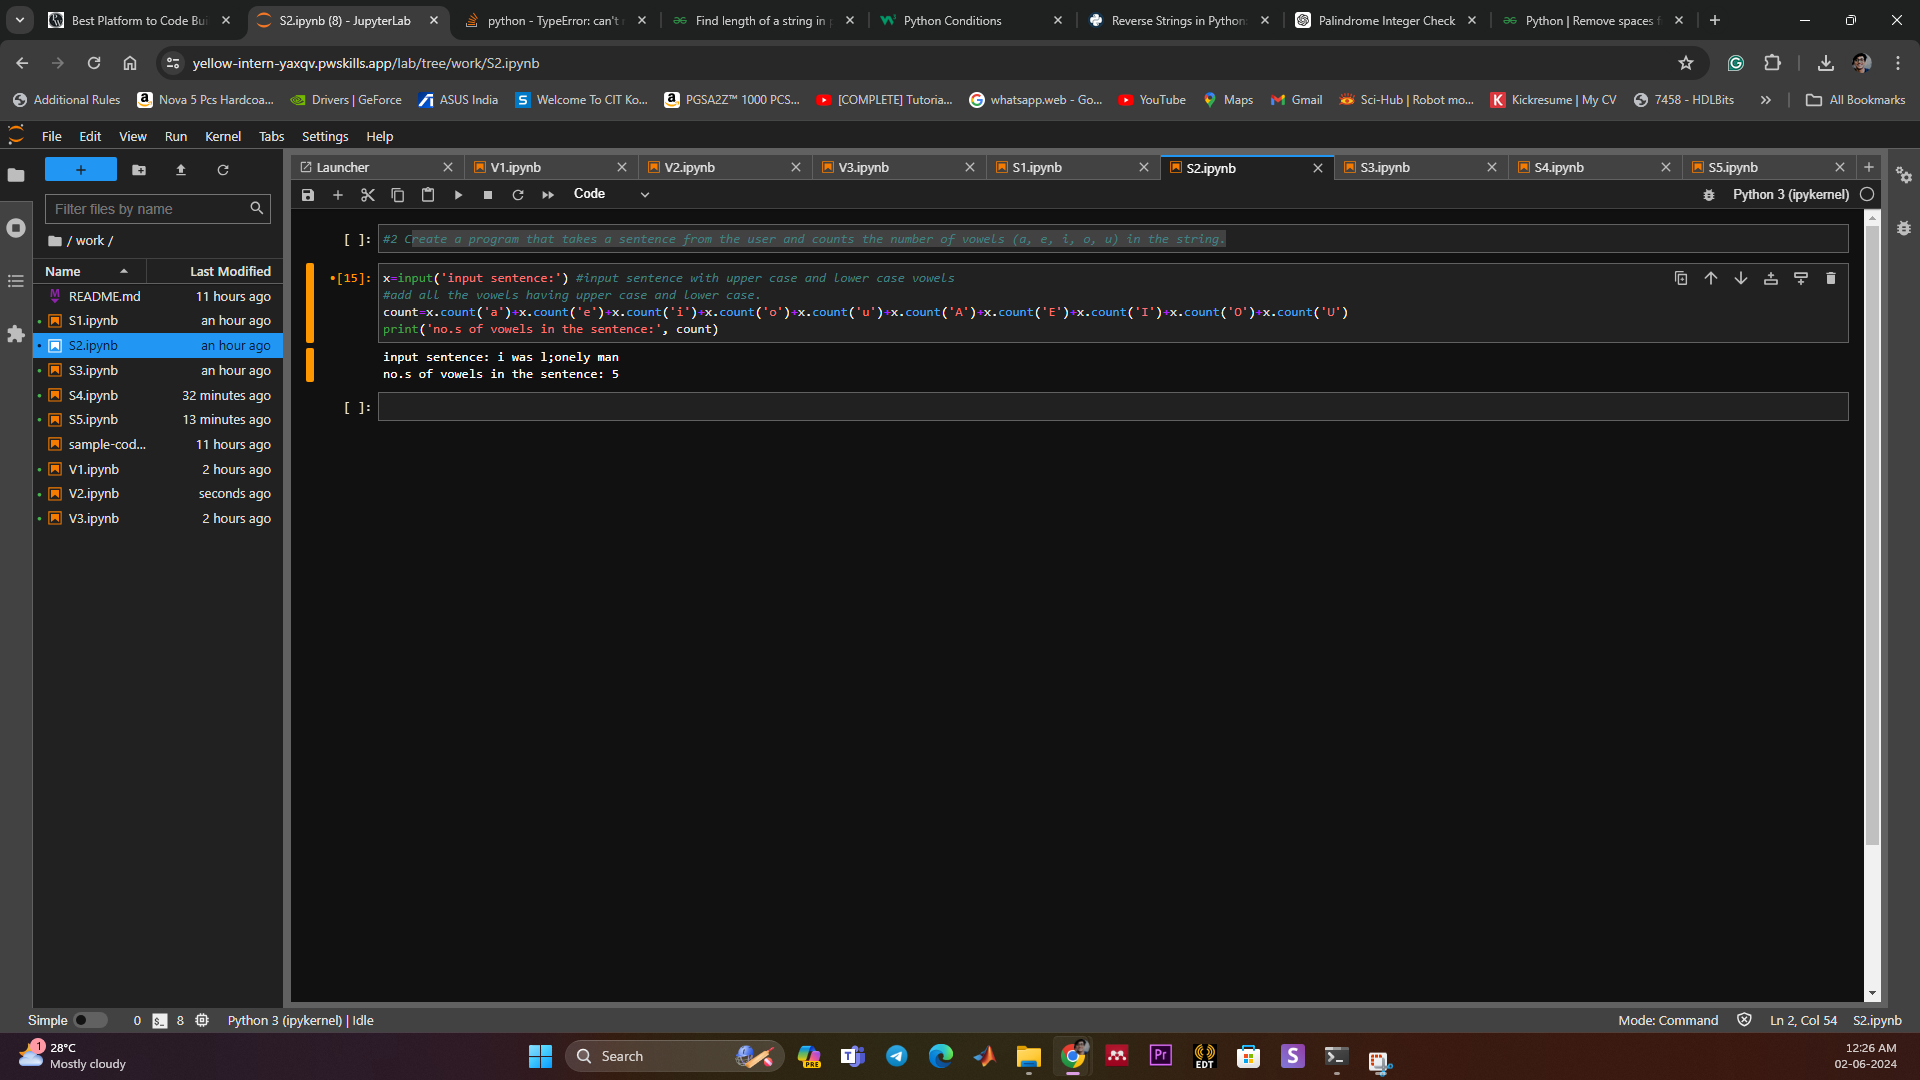 Best Platform to Code Bui
S2.ipynb (8) - JupyterLab
python - TypeError: can't
Find length of a string in
Python Conditions
Reverse Strings in Python
Palindrome Integer Check
Python | Remove spaces f
yellow-intern-yaxqv.pwskills.app/lab/tree/work/S2.ipynb
Additional Rules
Nova 5 Pcs Hardcoa...
Drivers | GeForce
ASUS India
Welcome To CIT Ko...
PGSA2Z™ 1000 PCS...
[COMPLETE] Tutoria...
whatsapp.web - Go...
YouTube
Maps
Gmail
Sci-Hub | Robot mo...
Kickresume | My CV
7458 - HDLBits
All Bookmarks
File Edit View Run Kernel Tabs Settings Help
Launcher
V1.ipynb
V2.ipynb
V3.ipynb
S1.ipynb
S2.ipynb
S3.ipynb
S4.ipynb
S5.ipynb
Filter files by name
/ work /
Name Last Modified
README.md 11 hours ago
S1.ipynb an hour ago
S2.ipynb an hour ago
S3.ipynb an hour ago
S4.ipynb 32 minutes ago
S5.ipynb 13 minutes ago
sample-cod... 11 hours ago
V1.ipynb 2 hours ago
V2.ipynb seconds ago
V3.ipynb 2 hours ago
Code
Python 3 (ipykernel)
[ ]: #2 Create a program that takes a sentence from the user and counts the number of vowels (a, e, i, o, u) in the string.
•[15]: x=input('input sentence:') #input sentence with upper case and lower case vowels
#add all the vowels having upper case and lower case.
count=x.count('a')+x.count('e')+x.count('i')+x.count('o')+x.count('u')+x.count('A')+x.count('E')+x.count('I')+x.count('O')+x.count('U')
print('no.s of vowels in the sentence:', count)
input sentence: i was l;onely man
no.s of vowels in the sentence: 5
[ ]:
Simple 0 8 Python 3 (ipykernel) | Idle
Mode: Command Ln 2, Col 54 S2.ipynb
1
28°C
Mostly cloudy
Search
PRE
Pr
EDT
S
12:26 AM
02-06-2024